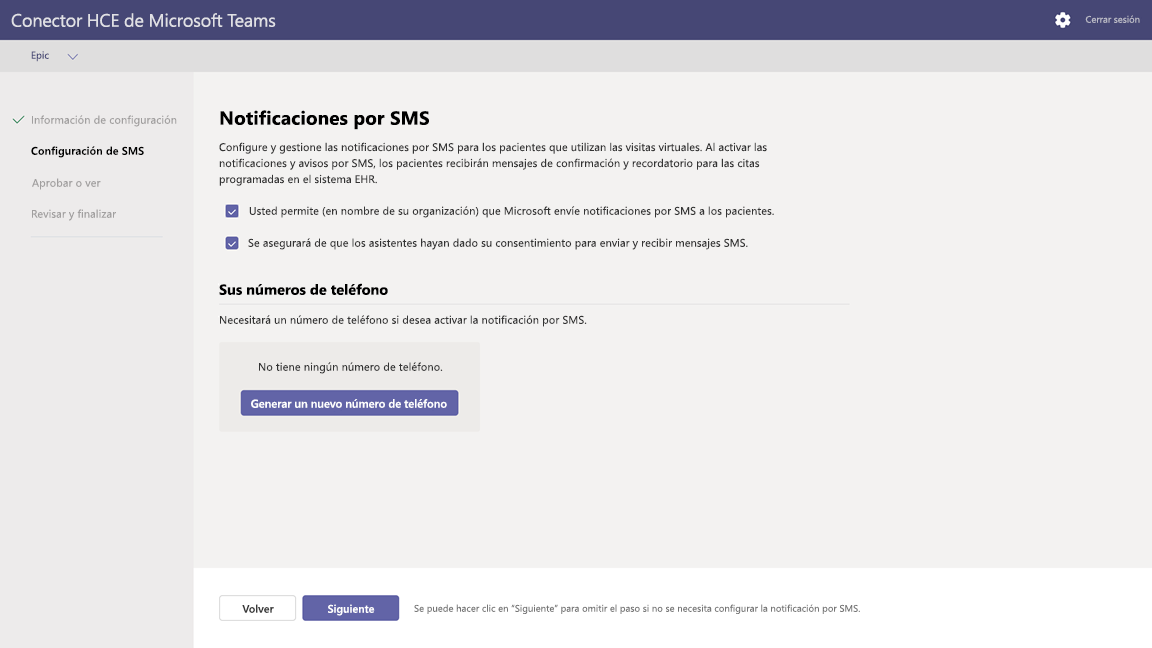 Conector HCE de Microsoft Teams
Cerrar sesión
Epic
Información de configuración
Configuración de SMS
Aprobar o ver
Revisar y finalizar
Notificaciones por SMS
Configure y gestione las notificaciones por SMS para los pacientes que utilizan las visitas virtuales. Al activar las
notificaciones y avisos por SMS, los pacientes recibirán mensajes de confirmación y recordatorio para las citas
programadas en el sistema EHR.
Usted permite (en nombre de su organización) que Microsoft envíe notificaciones por SMS a los pacientes.
Se asegurará de que los asistentes hayan dado su consentimiento para enviar y recibir mensajes SMS.
Sus números de teléfono
Necesitará un número de teléfono si desea activar la notificación por SMS.
No tiene ningún número de teléfono.
Generar un nuevo número de teléfono
Volver
Siguiente
Se puede hacer clic en “Siguiente” para omitir el paso si no se necesita configurar la notificación por SMS.